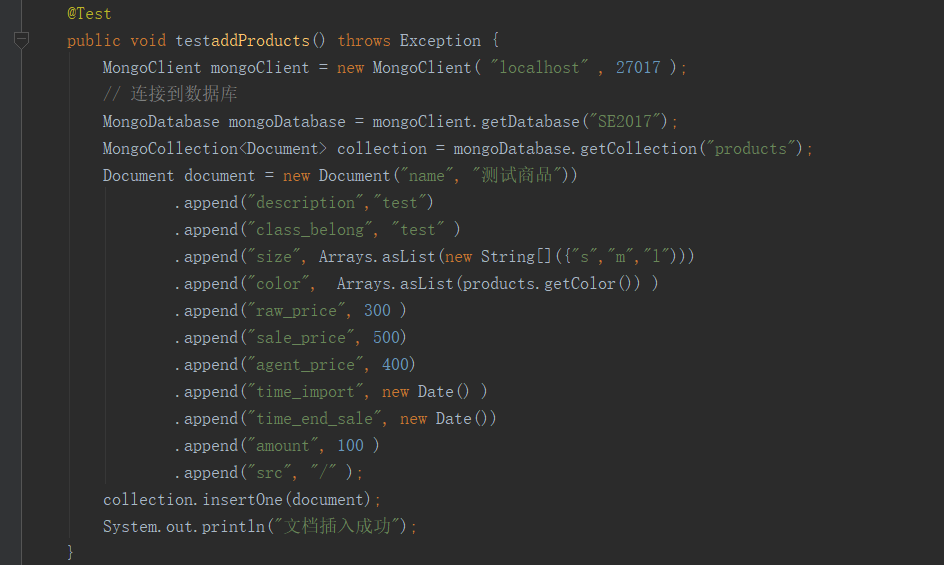 @Test
public void testaddProducts() throws Exception {
MongoClient mongoClient = new MongoClient( "localhost" , 27017 );
// 连接到数据库
MongoDatabase mongoDatabase = mongoClient.getDatabase("SE2017");
MongoCollection<Document> collection = mongoDatabase.getCollection("products");
Document document = new Document("name", "测试商品"))
.append("description","test")
.append("class_belong", "test" )
.append("size", Arrays.asList(new String[]({"s","m","l"})))
.append("color",  Arrays.asList(products.getColor()) )
.append("raw_price", 300 )
.append("sale_price", 500)
.append("agent_price", 400)
.append("time_import", new Date() )
.append("time_end_sale", new Date())
.append("amount", 100 )
.append("src", "/" );
collection.insertOne(document);
System.out.println("文档插入成功");
}